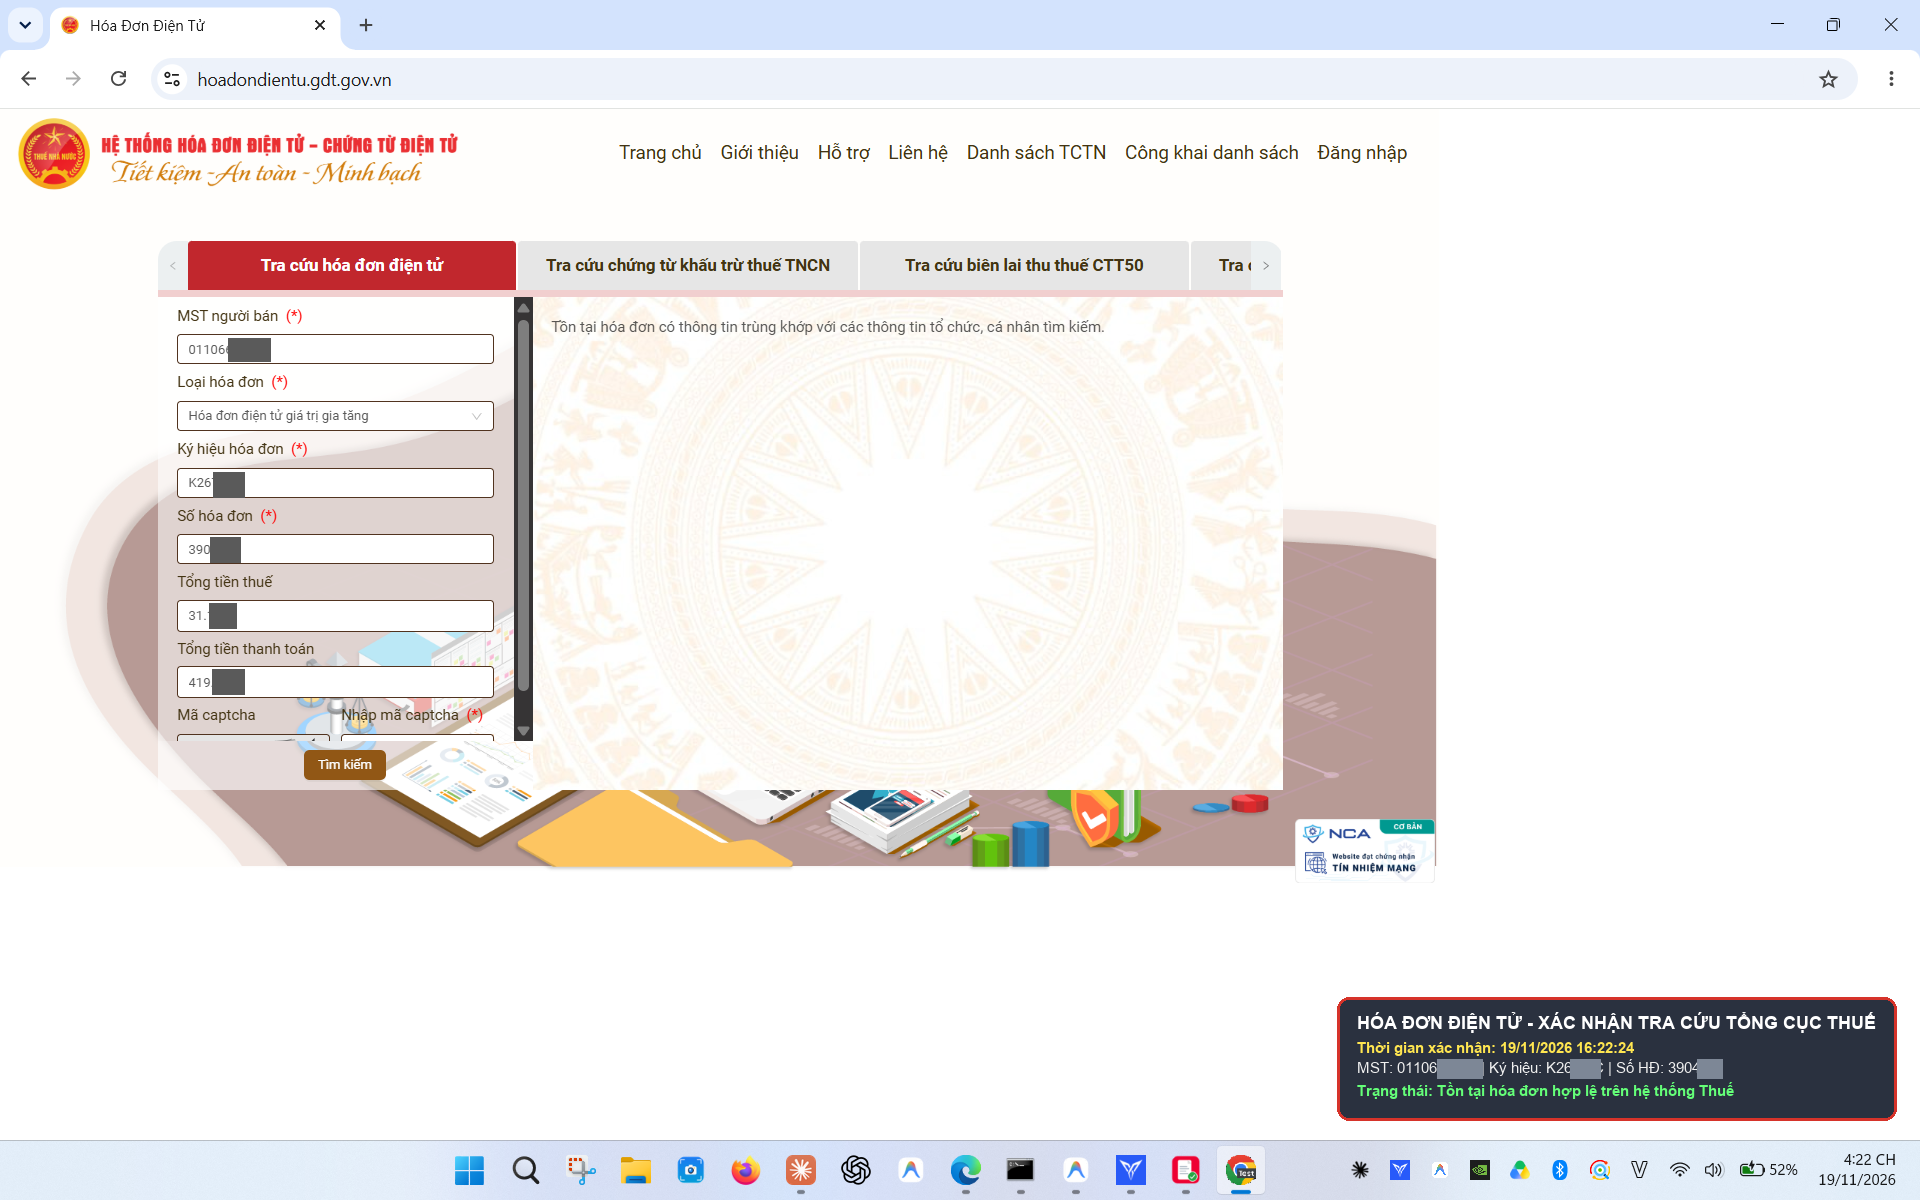 Hóa Đơn Điện Tử
hoadondientu.gdt.gov.vn
THUẾ NHÀ NƯỚC
HỆ THỐNG HÓA ĐƠN ĐIỆN TỬ – CHỨNG TỪ ĐIỆN TỬ
Tiết kiệm - An toàn - Minh bạch
Trang chủ Giới thiệu Hỗ trợ Liên hệ Danh sách TCTN Công khai danh sách Đăng nhập
Tra cứu hóa đơn điện tử Tra cứu chứng từ khấu trừ thuế TNCN Tra cứu biên lai thu thuế CTT50 Tra
MST người bán (*)
01106
Loại hóa đơn (*)
Hóa đơn điện tử giá trị gia tăng
Ký hiệu hóa đơn (*)
K26
Số hóa đơn (*)
390
Tổng tiền thuế
31.
Tổng tiền thanh toán
419
Mã captcha Nhập mã captcha (*)
Tìm kiếm
Tồn tại hóa đơn có thông tin trùng khớp với các thông tin tổ chức, cá nhân tìm kiếm.
NCA CƠ BẢN
Website đạt chứng nhận
TÍN NHIỆM MẠNG
HÓA ĐƠN ĐIỆN TỬ - XÁC NHẬN TRA CỨU TỔNG CỤC THUẾ
Thời gian xác nhận: 19/11/2026 16:22:24
MST: 01106 | Ký hiệu: K26 C | Số HĐ: 3904
Trạng thái: Tồn tại hóa đơn hợp lệ trên hệ thống Thuế
Test
52%
4:22 CH
19/11/2026